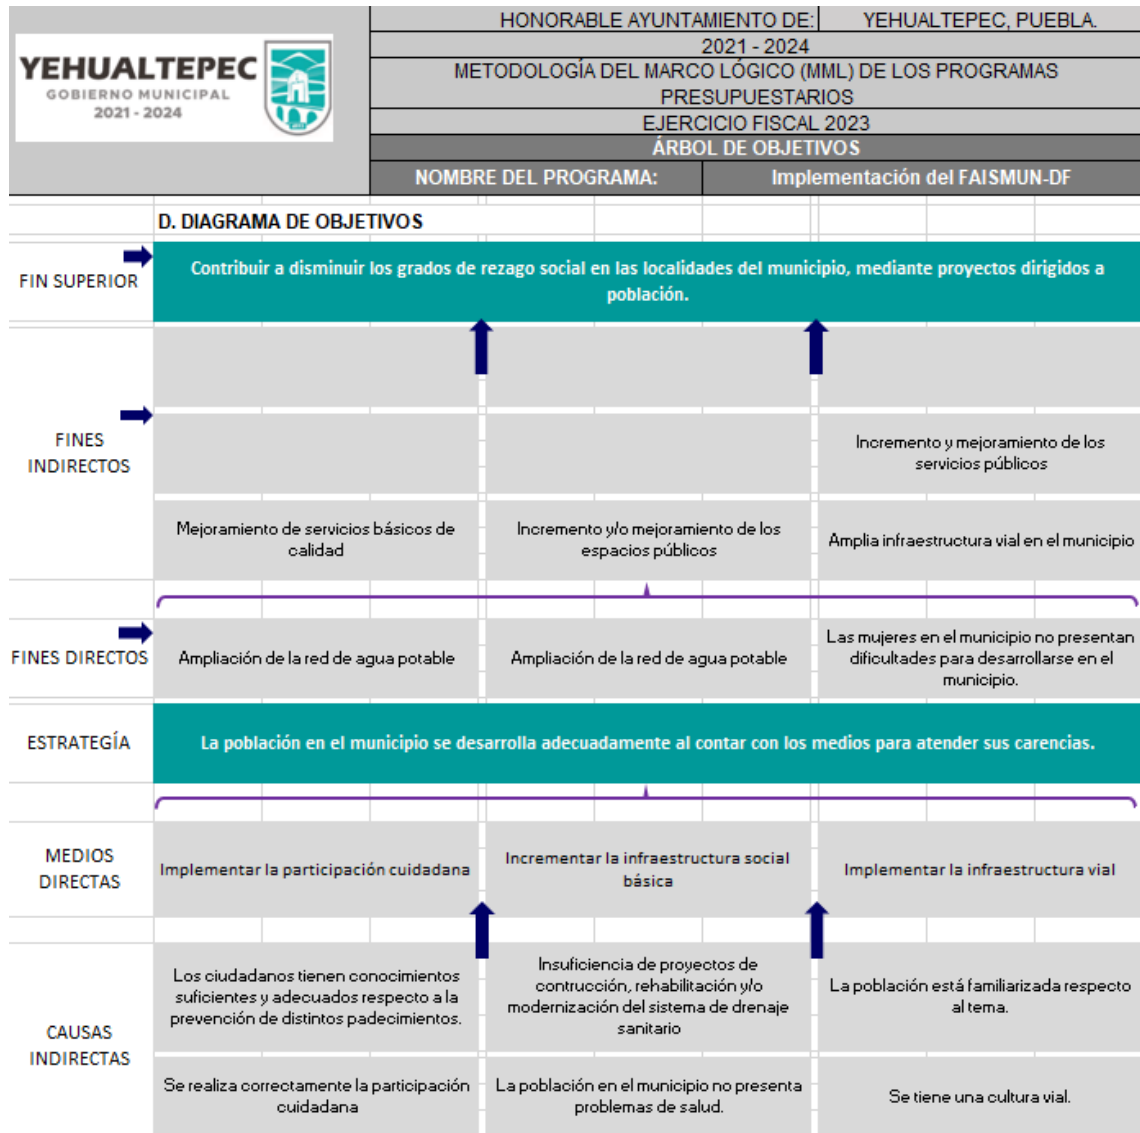 HONORABLE AYUNTAMIENTO DE: YEHUALTEPEC, PUEBLA.
2021 - 2024
METODOLOGÍA DEL MARCO LÓGICO (MML) DE LOS PROGRAMAS
PRESUPUESTARIOS
EJERCICIO FISCAL 2023
ÁRBOL DE OBJETIVOS
NOMBRE DEL PROGRAMA: Implementación del FAISMUN-DF
YEHUALTEPEC
GOBIERNO MUNICIPAL
2021 - 2024
D. DIAGRAMA DE OBJETIVOS
FIN SUPERIOR
Contribuir a disminuir los grados de rezago social en las localidades del municipio, mediante proyectos dirigidos a
población.
FINES
INDIRECTOS
Incremento y mejoramiento de los
servicios públicos
Mejoramiento de servicios básicos de
calidad
Incremento y/o mejoramiento de los
espacios públicos
Amplia infraestructura vial en el municipio
FINES DIRECTOS
Ampliación de la red de agua potable
Ampliación de la red de agua potable
Las mujeres en el municipio no presentan
dificultades para desarrollarse en el
municipio.
ESTRATEGÍA
La población en el municipio se desarrolla adecuadamente al contar con los medios para atender sus carencias.
MEDIOS
DIRECTAS
Implementar la participación cuidadana
Incrementar la infraestructura social
básica
Implementar la infraestructura vial
CAUSAS
INDIRECTAS
Los ciudadanos tienen conocimientos
suficientes y adecuados respecto a la
prevención de distintos padecimientos.
Insuficiencia de proyectos de
contrucción, rehabilitación y/o
modernización del sistema de drenaje
sanitario
La población está familiarizada respecto
al tema.
Se realiza correctamente la participación
cuidadana
La población en el municipio no presenta
problemas de salud.
Se tiene una cultura vial.